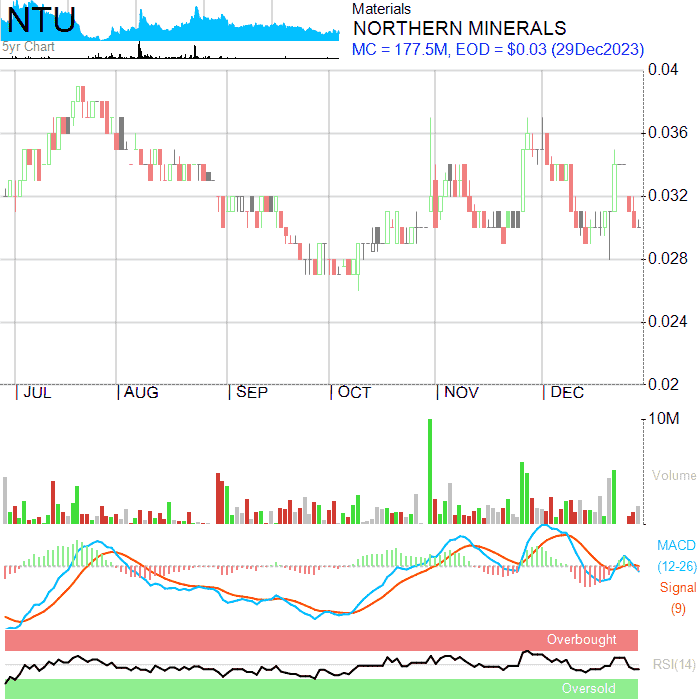 NTU
5yr Chart
Materials
NORTHERN MINERALS
MC = 177.5M, EOD = $0.03 (29Dec2023)
0.04
0.036
0.032
0.028
0.024
0.02
JUL AUG SEP OCT NOV DEC
10M
Volume
MACD
(12-26)
Signal
(9)
Overbought
RSI(14)
Oversold